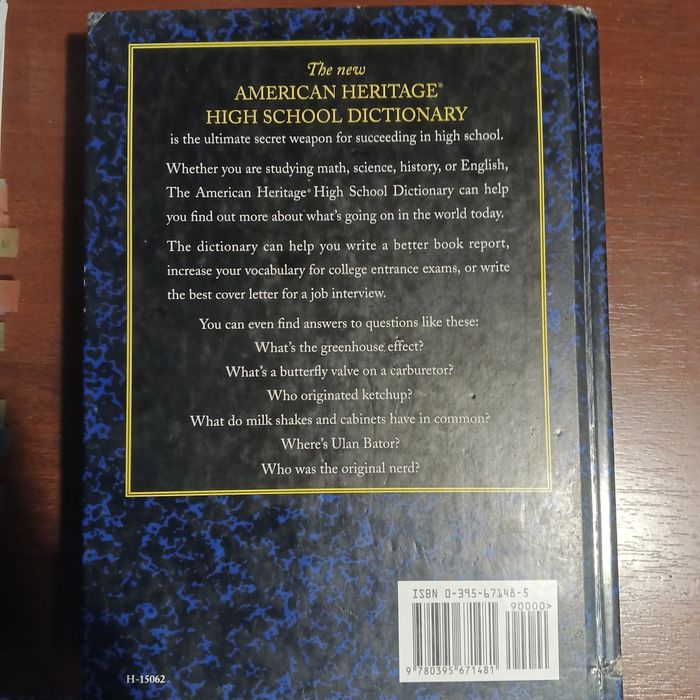 The new
AMERICAN HERITAGE®
HIGH SCHOOL DICTIONARY
is the ultimate secret weapon for succeeding in high school.
Whether you are studying math, science, history, or English,
The American Heritage® High School Dictionary can help
you find out more about what's going on in the world today.
The dictionary can help you write a better book report,
increase your vocabulary for college entrance exams, or write
the best cover letter for a job interview.
You can even find answers to questions like these:
What's the greenhouse effect?
What's a butterfly valve on a carburetor?
Who originated ketchup?
What do milk shakes and cabinets have in common?
Where's Ulan Bator?
Who was the original nerd?
ISBN 0-395-67148-5
90000>
9 780395 671481
H-15062